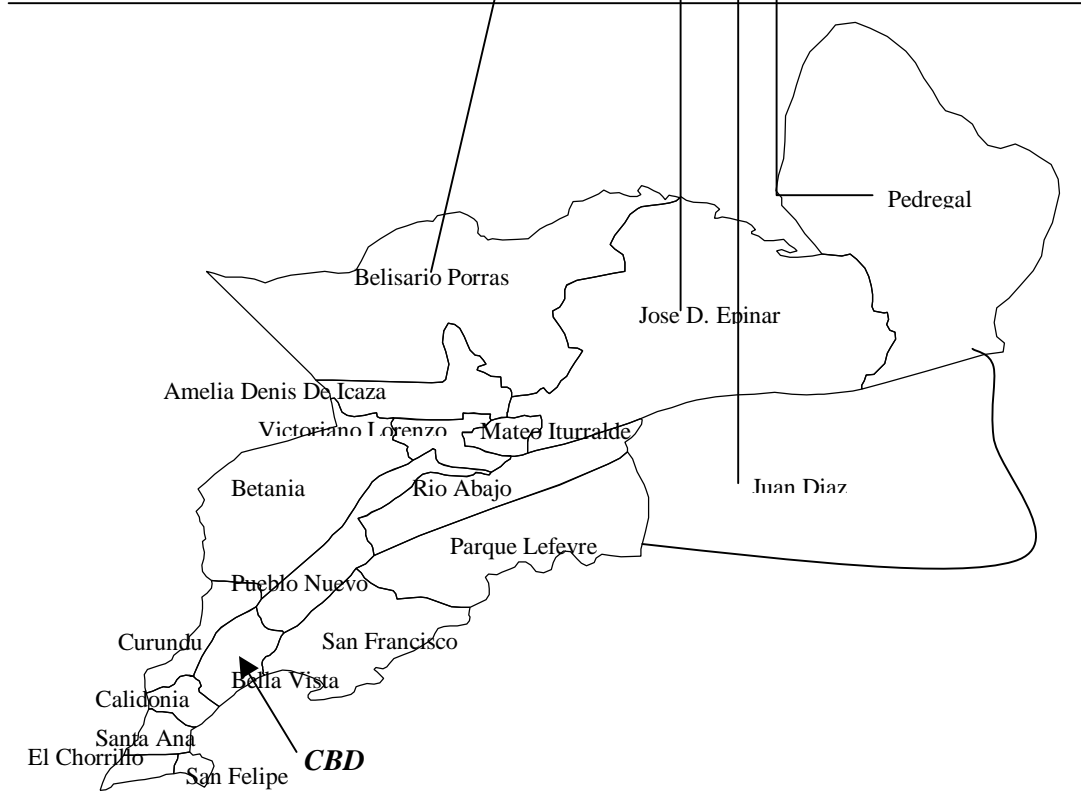 Pedregal
Belisario Porras
Jose D. Epinar
Amelia Denis De Icaza
Victoriano Lorenzo
Mateo Iturralde
Betania
Rio Abajo
Juan Diaz
Parque Lefevre
Pueblo Nuevo
Curundu
San Francisco
Bella Vista
Calidonia
Santa Ana
El Chorrillo
CBD
San Felipe